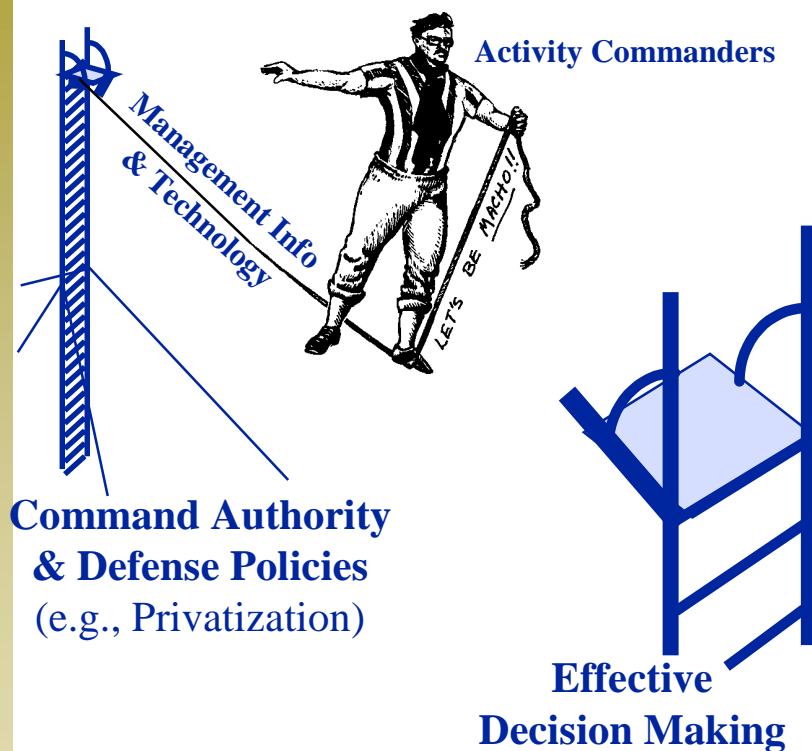 Activity Commanders
Management Info
& Technology
LET'S BE MACHO!!
Command Authority
& Defense Policies
(e.g., Privatization)
Effective
Decision Making